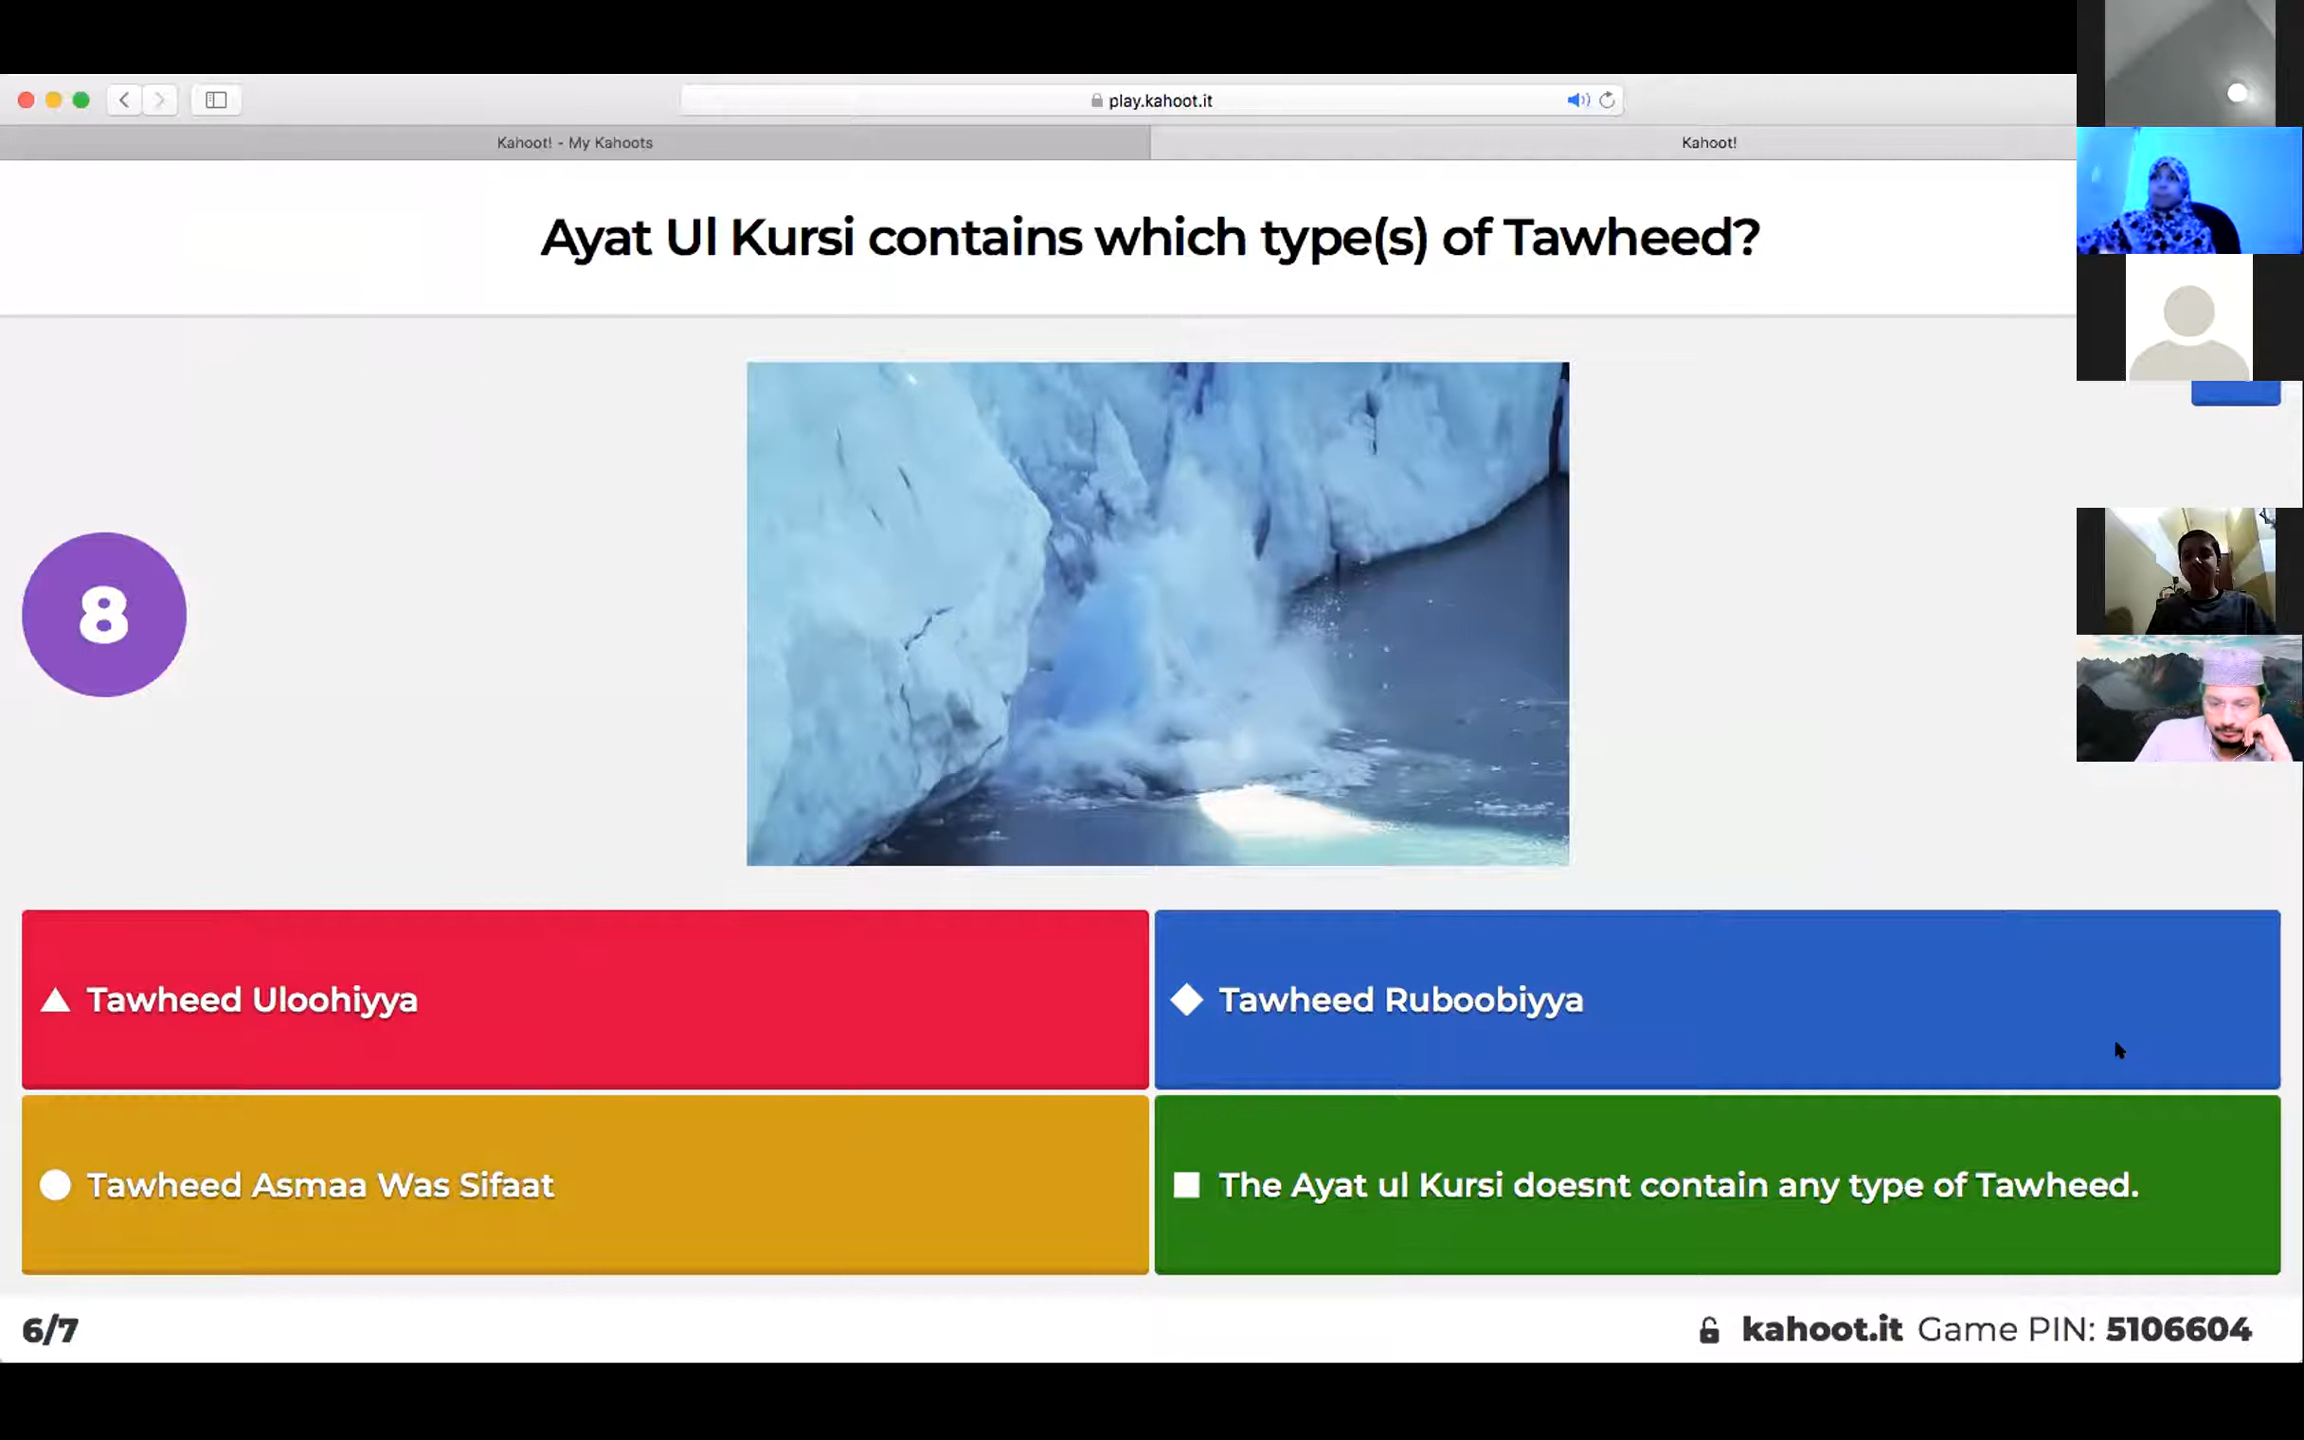 play.kahoot.it
Kahoot! - My Kahoots
Kahoot!
Ayat Ul Kursi contains which type(s) of Tawheed?
8
Tawheed Uloohiyya
Tawheed Ruboobiyya
Tawheed Asmaa Was Sifaat
The Ayat ul Kursi doesnt contain any type of Tawheed.
6/7
kahoot.it Game PIN: 5106604